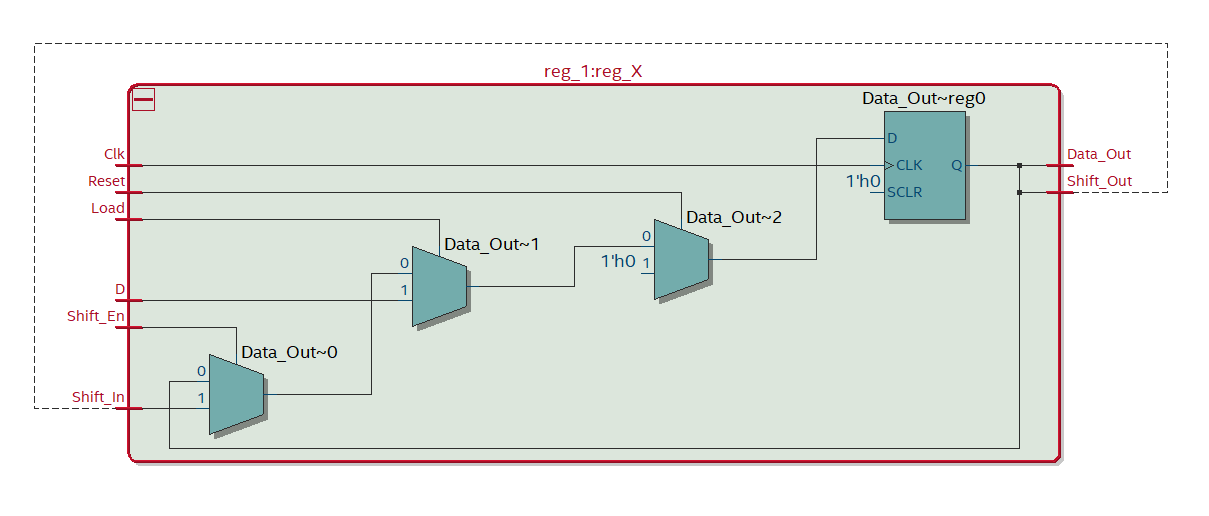 reg_1:reg_X
Data_Out~reg0
D
Clk
CLK
Q
Data_Out
Reset
1'h0
SCLR
Shift_Out
Load
Data_Out~2
0
1'h0
1
Data_Out~1
0
1
D
Shift_En
Data_Out~0
0
1
Shift_In